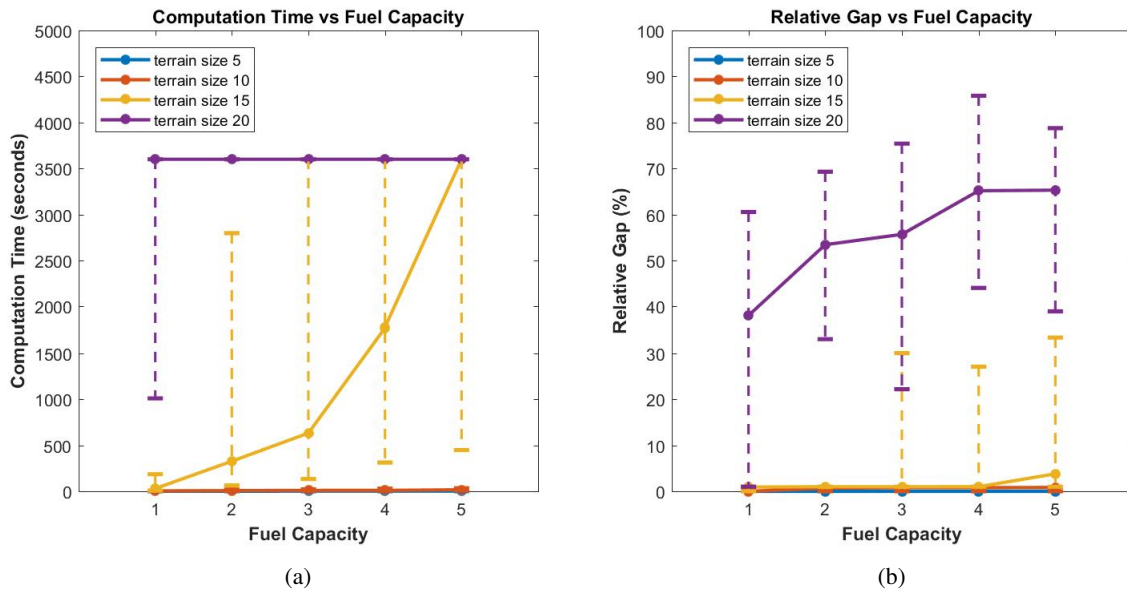 Computation Time vs Fuel Capacity
5000
4500
4000
3500
3000
2500
2000
1500
1000
500
0
Computation Time (seconds)
terrain size 5
terrain size 10
terrain size 15
terrain size 20
1 2 3 4 5
Fuel Capacity
(a)
Relative Gap vs Fuel Capacity
100
90
80
70
60
50
40
30
20
10
0
Relative Gap (%)
terrain size 5
terrain size 10
terrain size 15
terrain size 20
1 2 3 4 5
Fuel Capacity
(b)